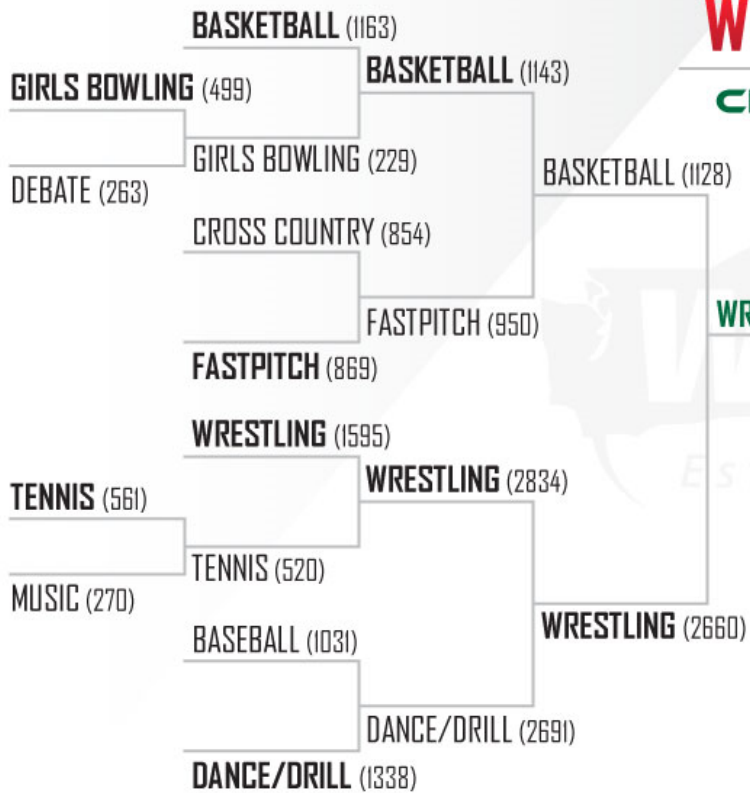 BASKETBALL (1163)
BASKETBALL (1143)
GIRLS BOWLING (499)
GIRLS BOWLING (229)
BASKETBALL (1128)
DEBATE (263)
CROSS COUNTRY (854)
FASTPITCH (950)
FASTPITCH (869)
WRESTLING (1595)
WRESTLING (2834)
TENNIS (561)
TENNIS (520)
MUSIC (270)
WRESTLING (2660)
BASEBALL (1031)
DANCE/DRILL (2691)
DANCE/DRILL (1338)